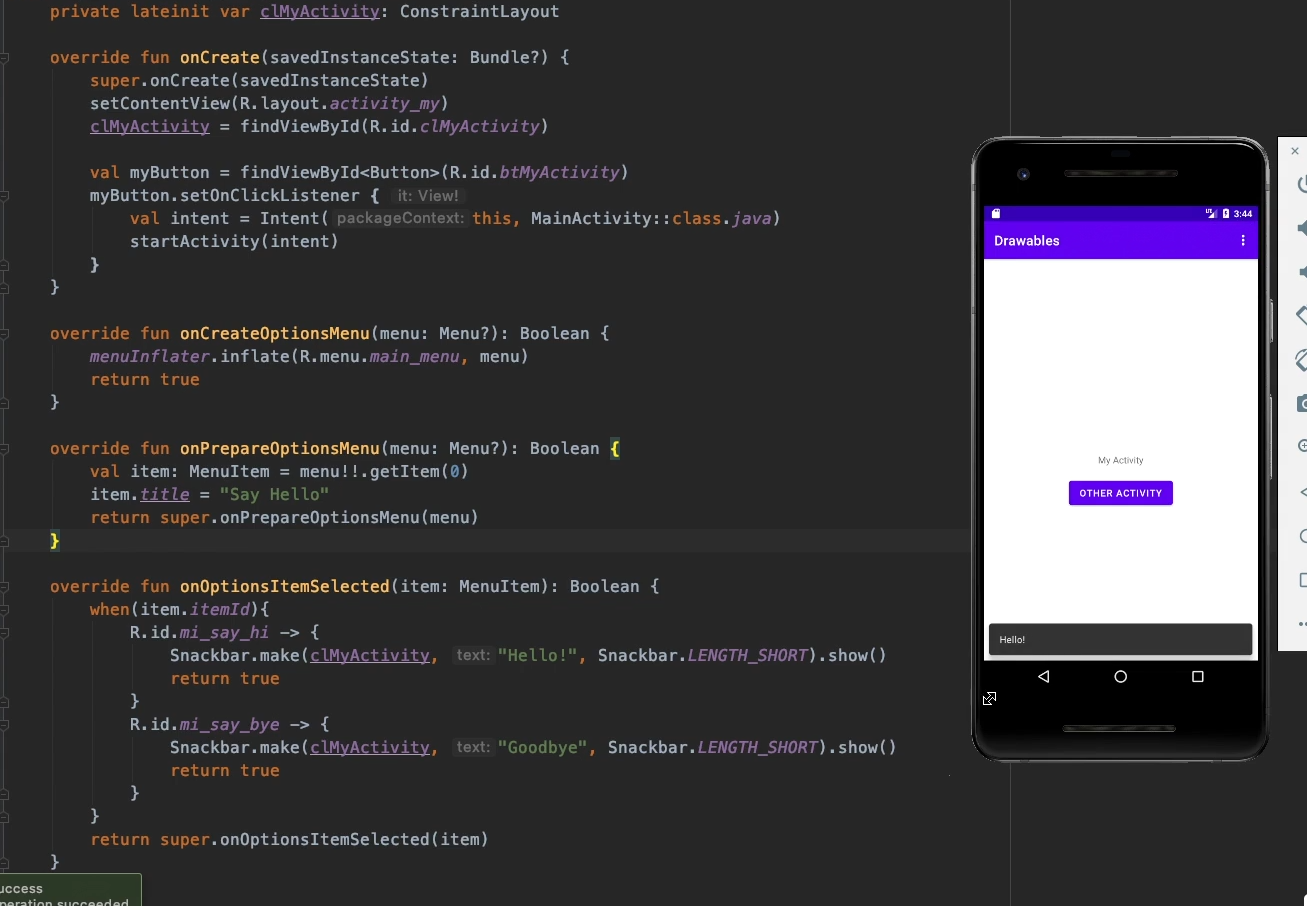 private lateinit var clMyActivity: ConstraintLayout
override fun onCreate(savedInstanceState: Bundle?) {
super.onCreate(savedInstanceState)
setContentView(R.layout.activity_my)
clMyActivity = findViewById(R.id.clMyActivity)
val myButton = findViewById<Button>(R.id.btMyActivity)
myButton.setOnClickListener { it: View!
val intent = Intent( packageContext: this, MainActivity::class.java)
startActivity(intent)
}
}
override fun onCreateOptionsMenu(menu: Menu?): Boolean {
menuInflater.inflate(R.menu.main_menu, menu)
return true
}
override fun onPrepareOptionsMenu(menu: Menu?): Boolean {
val item: MenuItem = menu!!.getItem(0)
item.title = "Say Hello"
return super.onPrepareOptionsMenu(menu)
}
override fun onOptionsItemSelected(item: MenuItem): Boolean {
when(item.itemId){
R.id.mi_say_hi -> {
Snackbar.make(clMyActivity, text: "Hello!", Snackbar.LENGTH_SHORT).show()
return true
}
R.id.mi_say_bye -> {
Snackbar.make(clMyActivity, text: "Goodbye", Snackbar.LENGTH_SHORT).show()
return true
}
}
return super.onOptionsItemSelected(item)
}
uccess
peration succeeded
3:44
Drawables
My Activity
OTHER ACTIVITY
Hello!